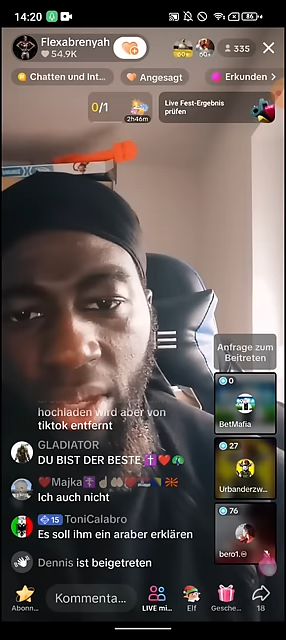 14:20
86
Flexabrenyah
54.9K
60+
60+
335
Chatten und Int...
Angesagt
Erkunden
0/1
2h46m
Live Fest-Ergebnis
prüfen
Anfrage zum
Beitreten
0
BetMafia
hochladen wird aber von
tiktok entfernt
GLADIATOR
DU BIST DER BESTE
27
Urbanderzw...
Majka
Ich auch nicht
15 ToniCalabro
Es soll ihm ein araber erklären
76
bero1.
Dennis ist beigetreten
Abonn...
Kommenta...
LIVE mi...
Elf
Gesche...
18